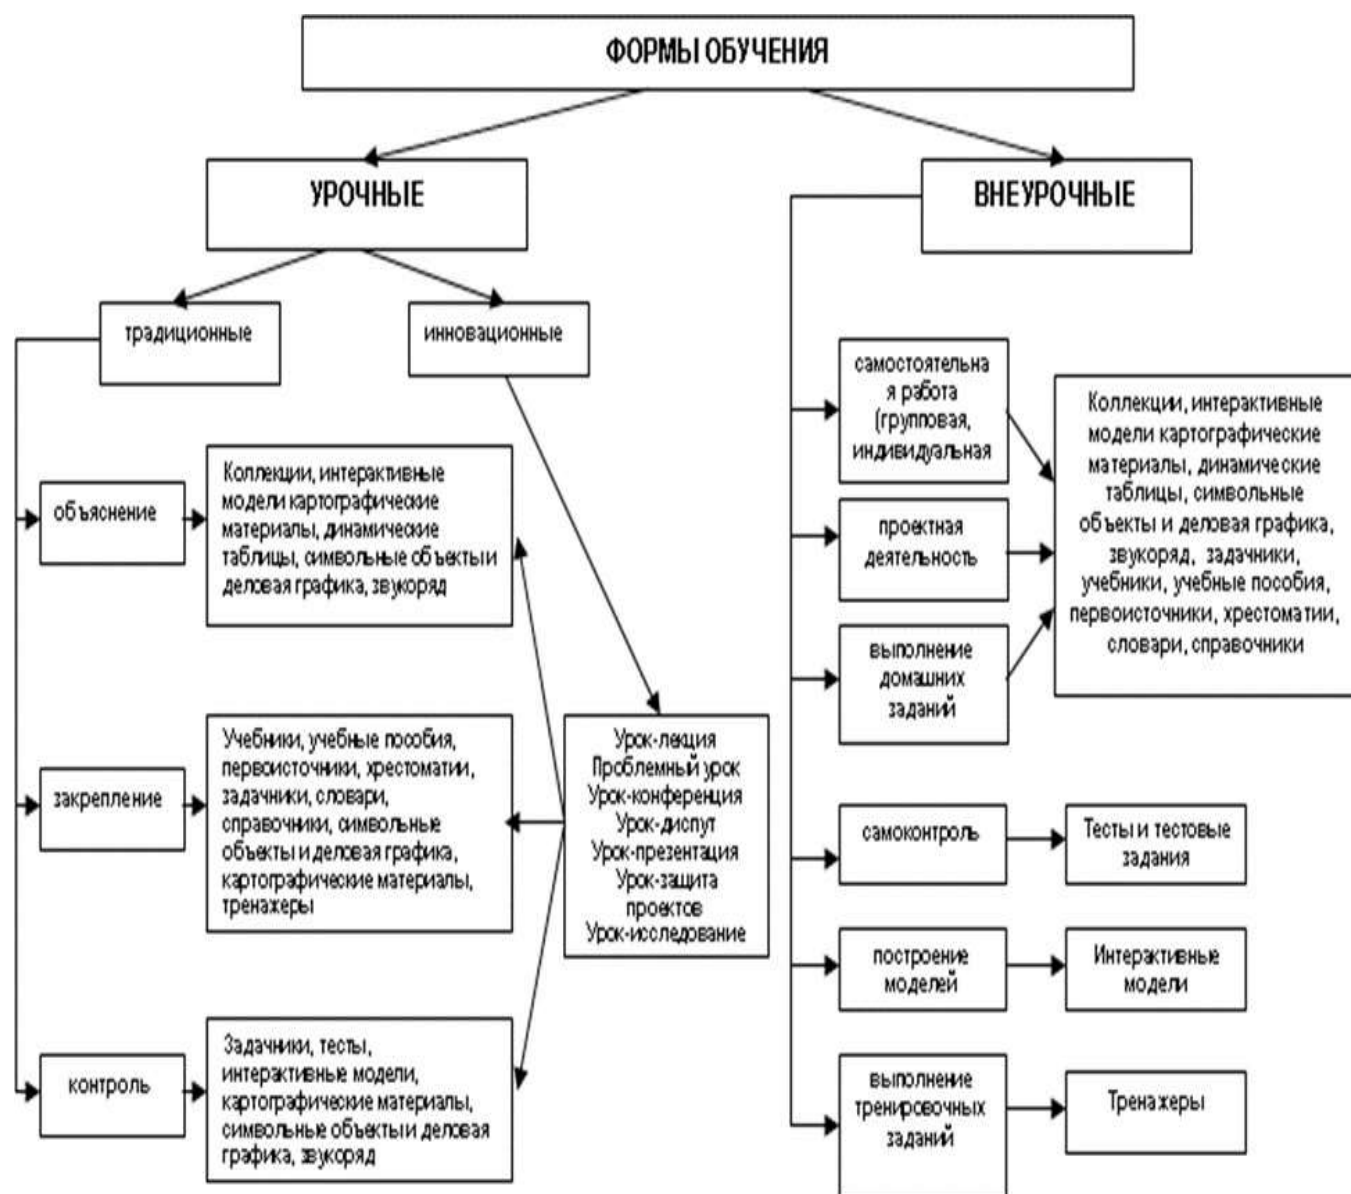 ФОРМЫ ОБУЧЕНИЯ
УРОЧНЫЕ
ВНЕУРОЧНЫЕ
традиционные
инновационные
объяснение
Коллекции, интерактивные
модели картографические
материалы, динамические
таблицы, символьные объекты и
деловая графика, звукоряд
закрепление
Учебники, учебные пособия,
первоисточники, хрестоматии,
задачники, словари,
справочники, символьные
объекты и деловая графика,
картографические материалы,
тренажеры
контроль
Задачники, тесты,
интерактивные модели,
картографические материалы,
символьные объекты и деловая
графика, звукоряд
Урок-лекция
Проблемный урок
Урок-конференция
Урок-диспут
Урок-презентация
Урок-защита
проектов
Урок-исследование
самостоятельна
я работа
(групповая,
индивидуальная
проектная
деятельность
выполнение
домашних
заданий
Коллекции, интерактивные
модели картографические
материалы, динамические
таблицы, символьные
объекты и деловая графика,
звукоряд, задачники,
учебники, учебные пособия,
первоисточники, хрестоматии,
словари, справочники
самоконтроль
Тесты и тестовые
задания
построение
моделей
Интерактивные
модели
выполнение
тренировочных
заданий
Тренажеры